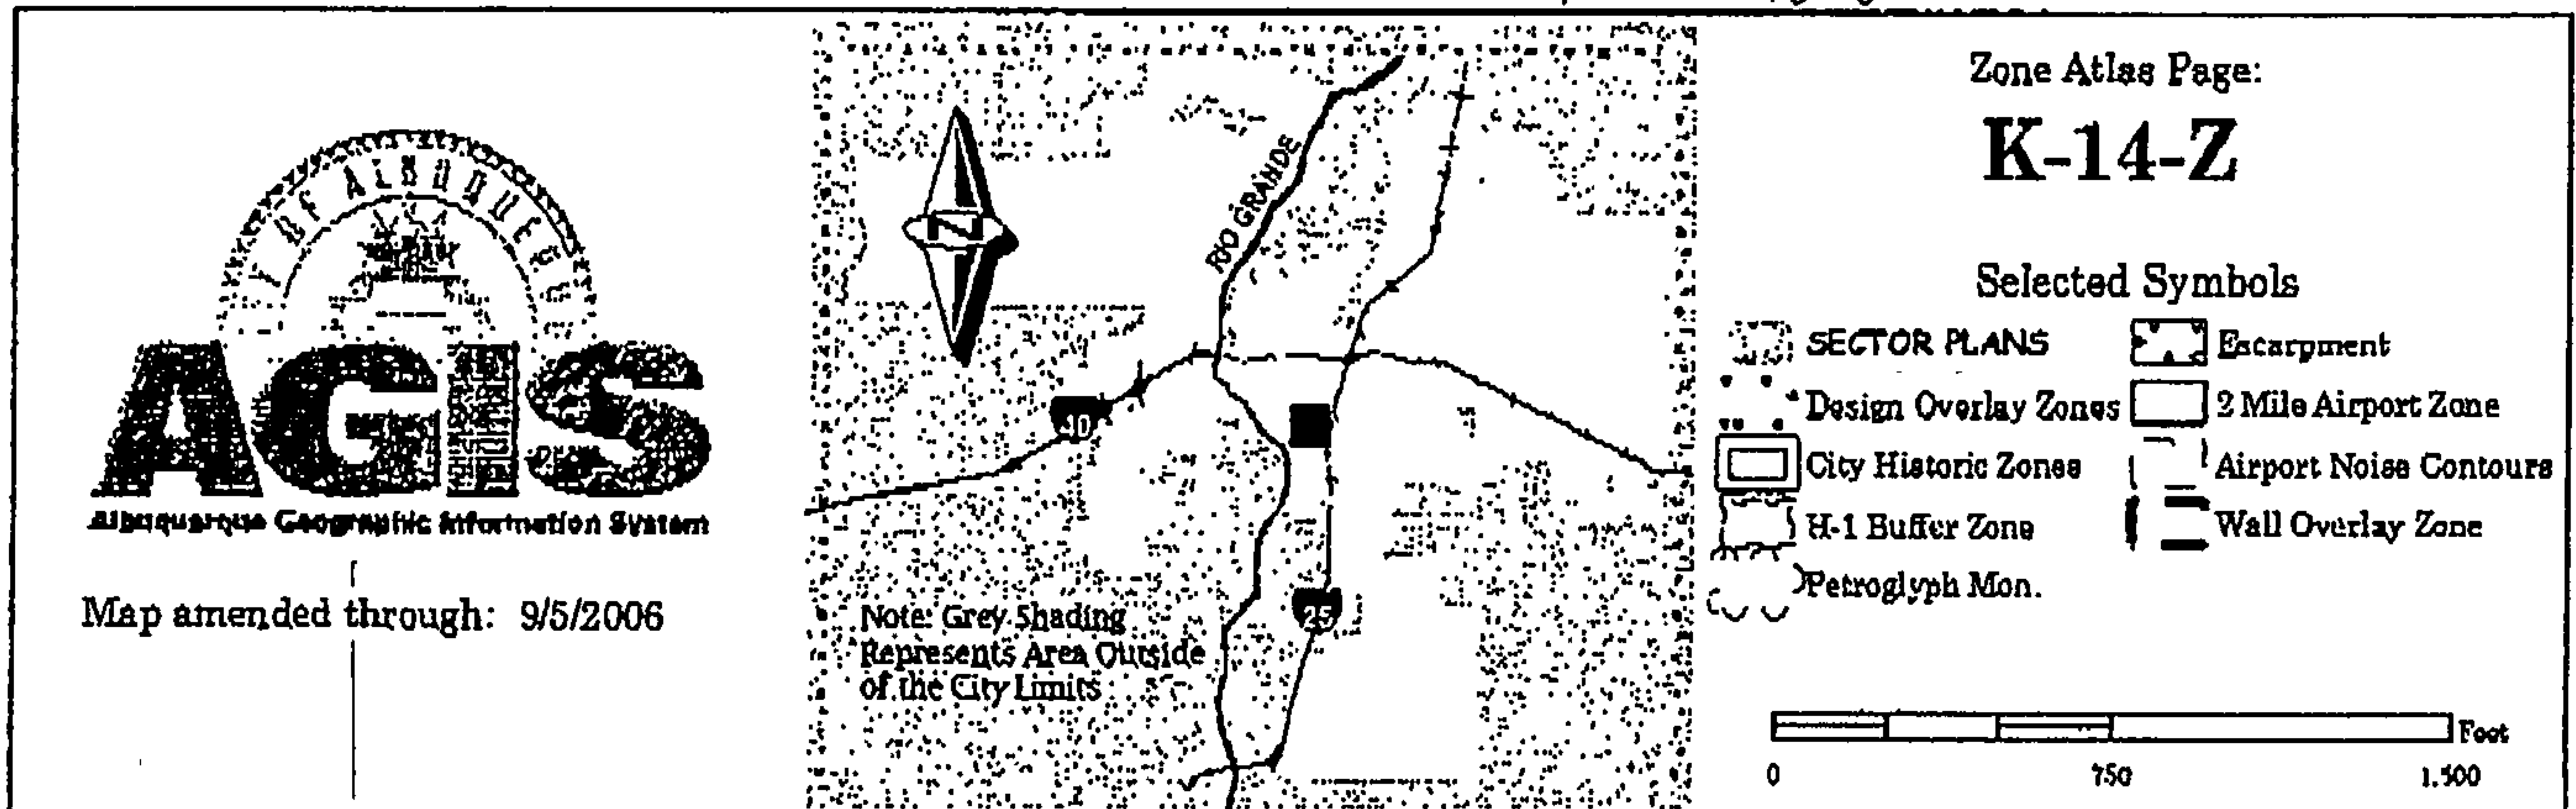 OF ALBUQUERQUE
AGIS
Albuquerque Geographic Information System
Map amended through: 9/5/2006
N
RIO GRANDE
40
25
Note: Grey Shading
Represents Area Outside
of the City Limits
Zone Atlas Page:
K-14-Z
Selected Symbols
SECTOR PLANS
Escarpment
Design Overlay Zones
2 Mile Airport Zone
City Historic Zones
Airport Noise Contours
H-1 Buffer Zone
Wall Overlay Zone
Petroglyph Mon.
Feet
0 750 1,500